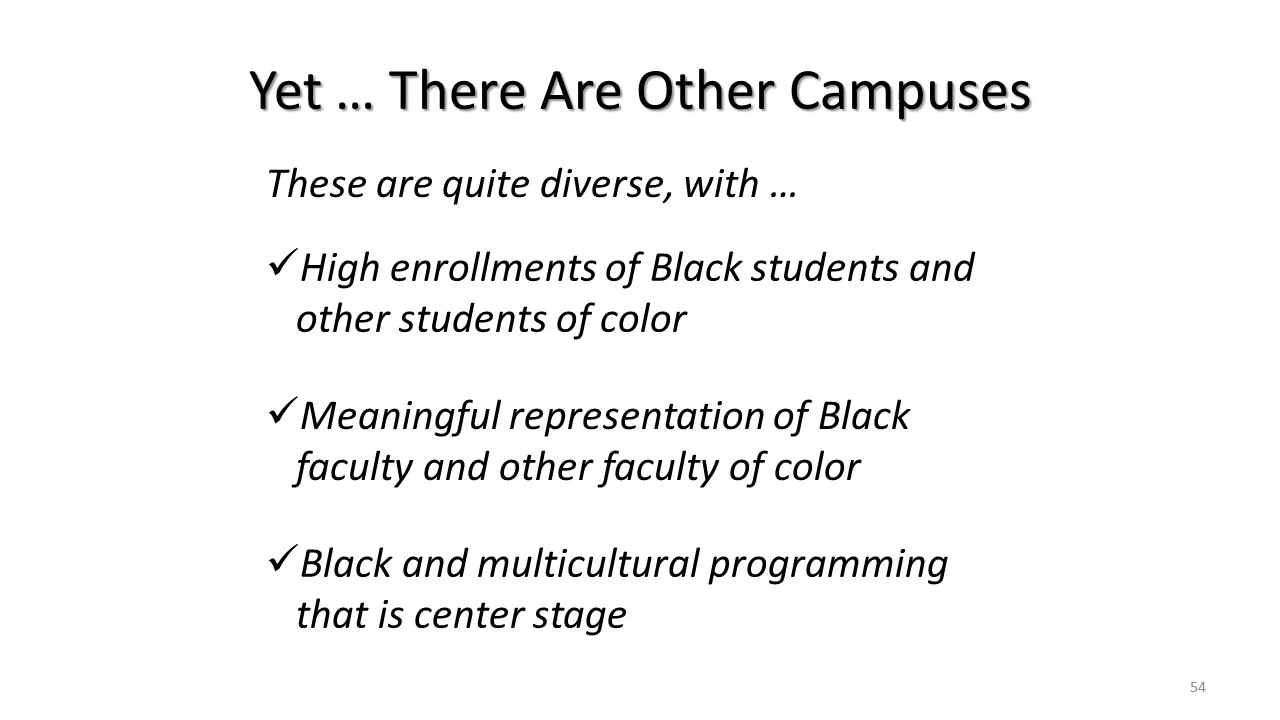 Yet … There Are Other Campuses
These are quite diverse, with …
✓High enrollments of Black students and
other students of color
✓Meaningful representation of Black
faculty and other faculty of color
✓Black and multicultural programming
that is center stage
54